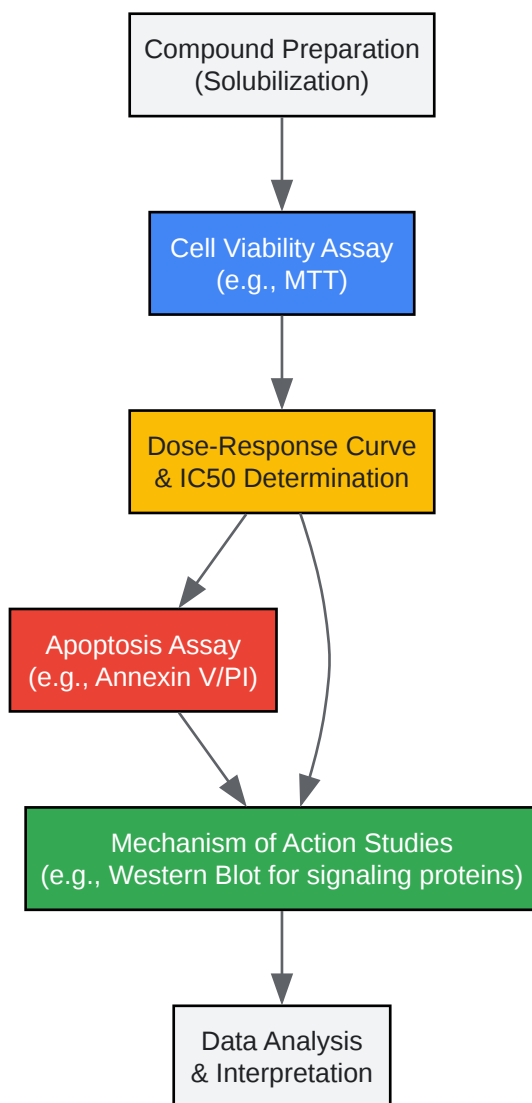 Compound Preparation
(Solubilization)
Cell Viability Assay
(e.g., MTT)
Dose-Response Curve
& IC50 Determination
Apoptosis Assay
(e.g., Annexin V/PI)
Mechanism of Action Studies
(e.g., Western Blot for signaling proteins)
Data Analysis
& Interpretation